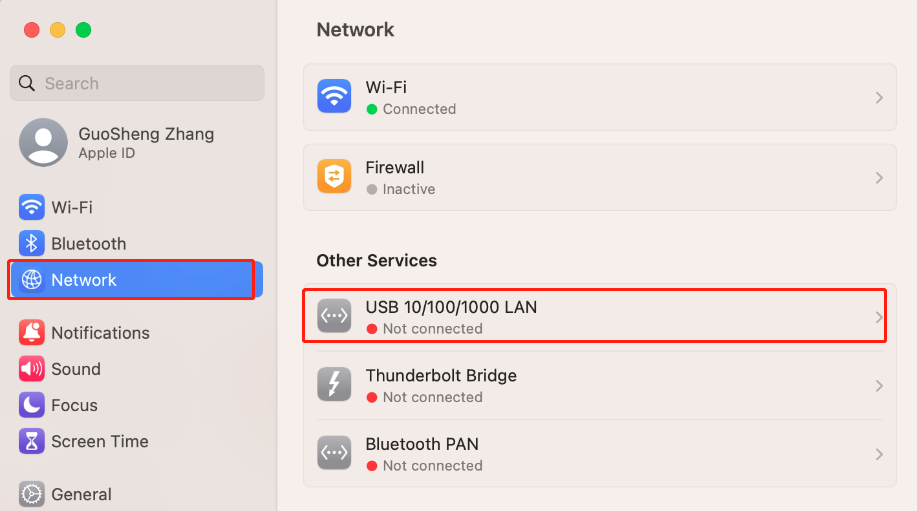 Search
GuoSheng Zhang
Apple ID
Wi-Fi
Bluetooth
Network
Notifications
Sound
Focus
Screen Time
General
Network
Wi-Fi
Connected
Firewall
Inactive
Other Services
USB 10/100/1000 LAN
Not connected
Thunderbolt Bridge
Not connected
Bluetooth PAN
Not connected